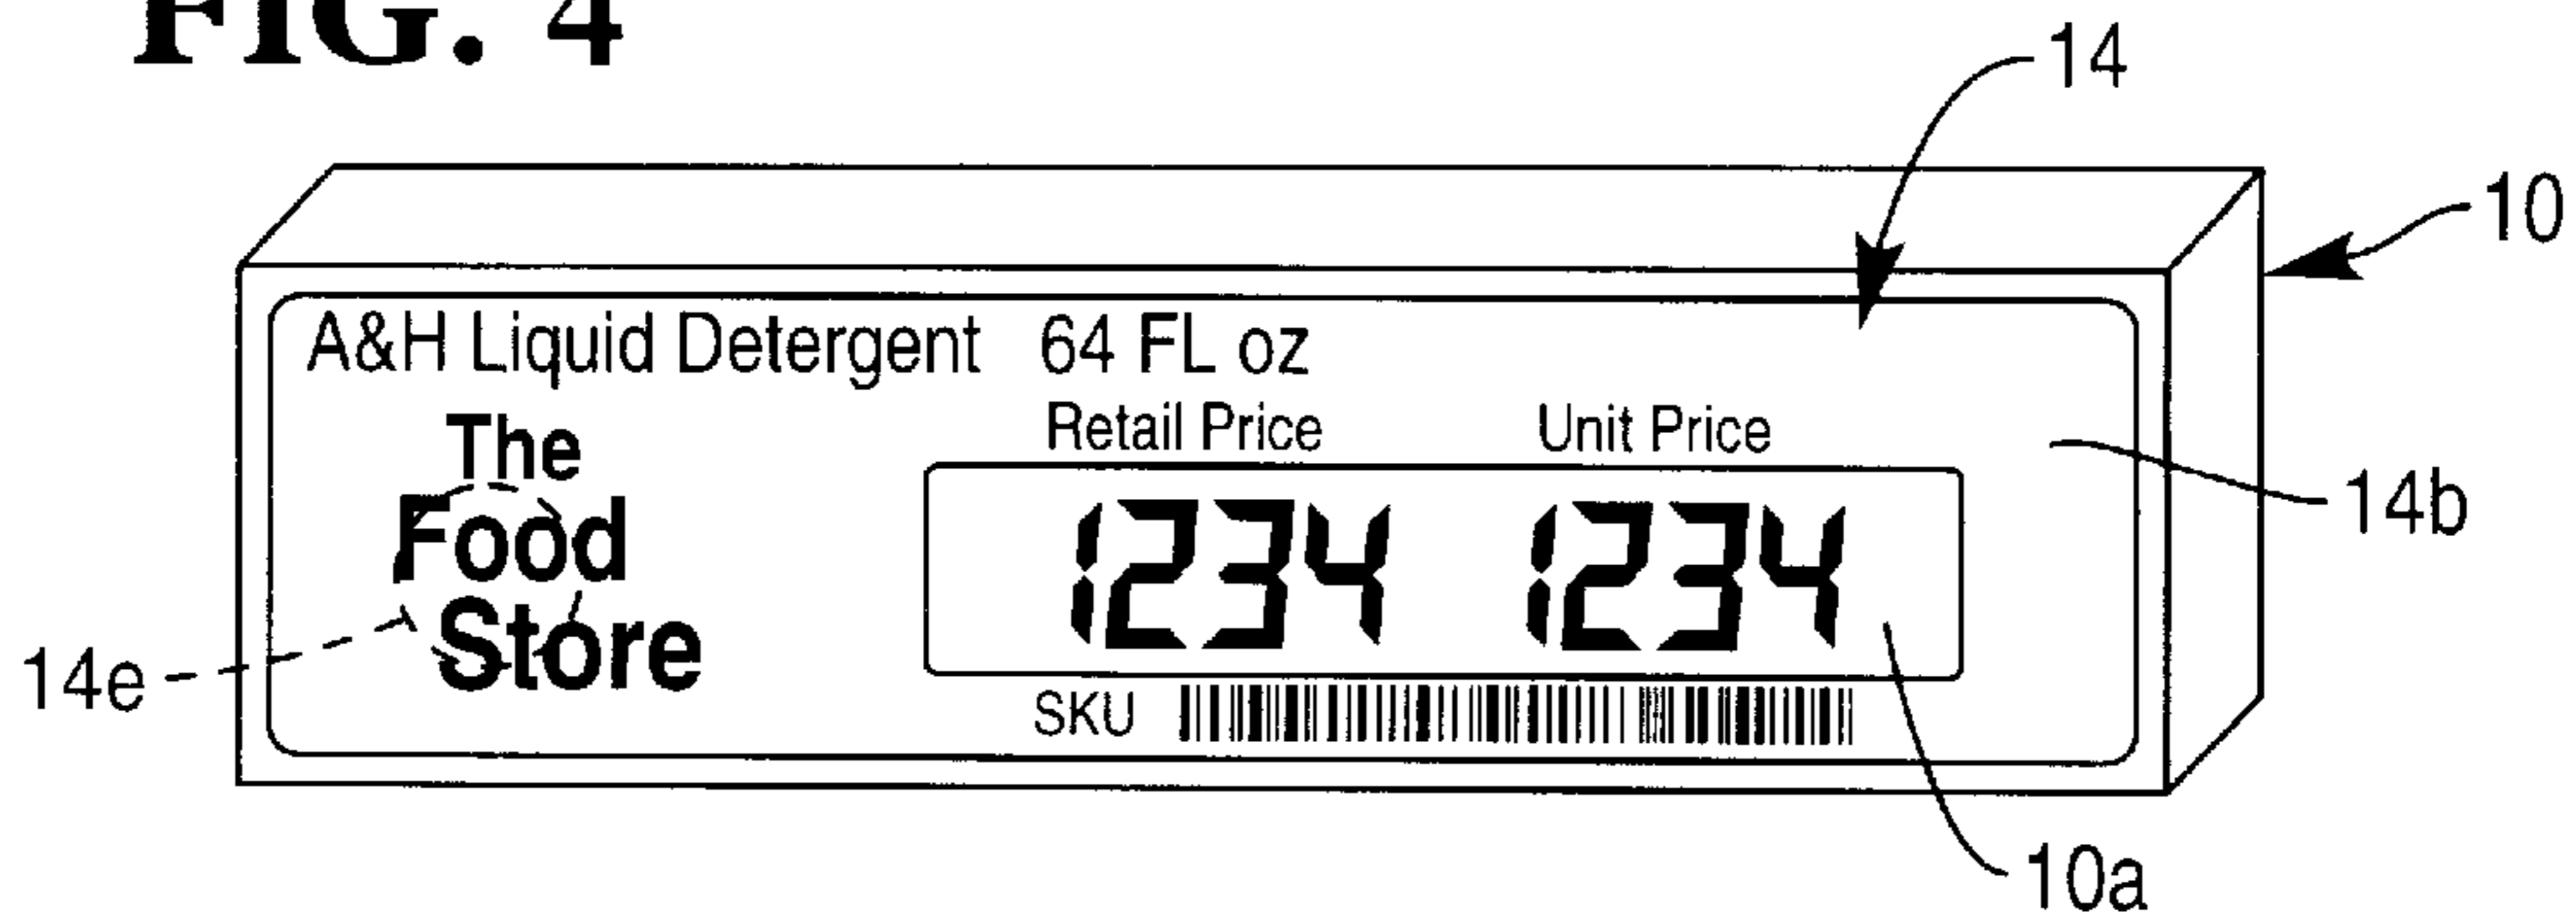 FIG. 4
14
10
A&H Liquid Detergent 64 FL oz
The
Food
Store
Retail Price Unit Price
1234 1234
14b
14e
SKU
10a